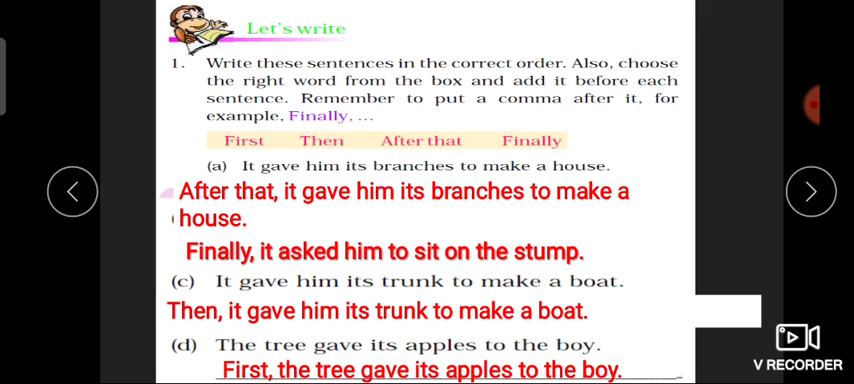 Let's write
1. Write these sentences in the correct order. Also, choose
the right word from the box and add it before each
sentence. Remember to put a comma after it, for
example, Finally, ...
First Then After that Finally
(a) It gave him its branches to make a house.
After that, it gave him its branches to make a
house.
Finally, it asked him to sit on the stump.
(c) It gave him its trunk to make a boat.
Then, it gave him its trunk to make a boat.
(d) The tree gave its apples to the boy.
First, the tree gave its apples to the boy.
V RECORDER